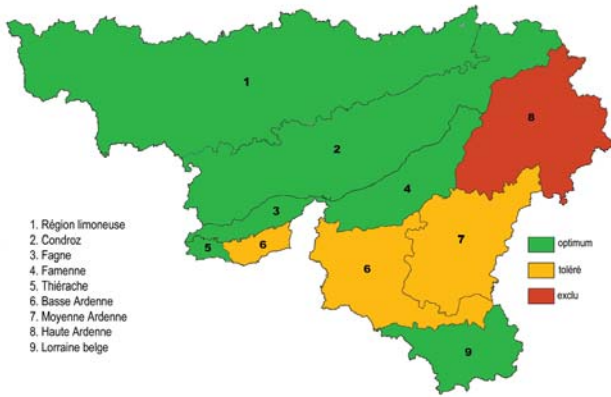 1
8
2
4
3
5
6
7
6
9
1. Région limoneuse
2. Condroz
3. Fagne
4. Famenne
5. Thiérache
6. Basse Ardenne
7. Moyenne Ardenne
8. Haute Ardenne
9. Lorraine belge
optimum
toléré
exclu